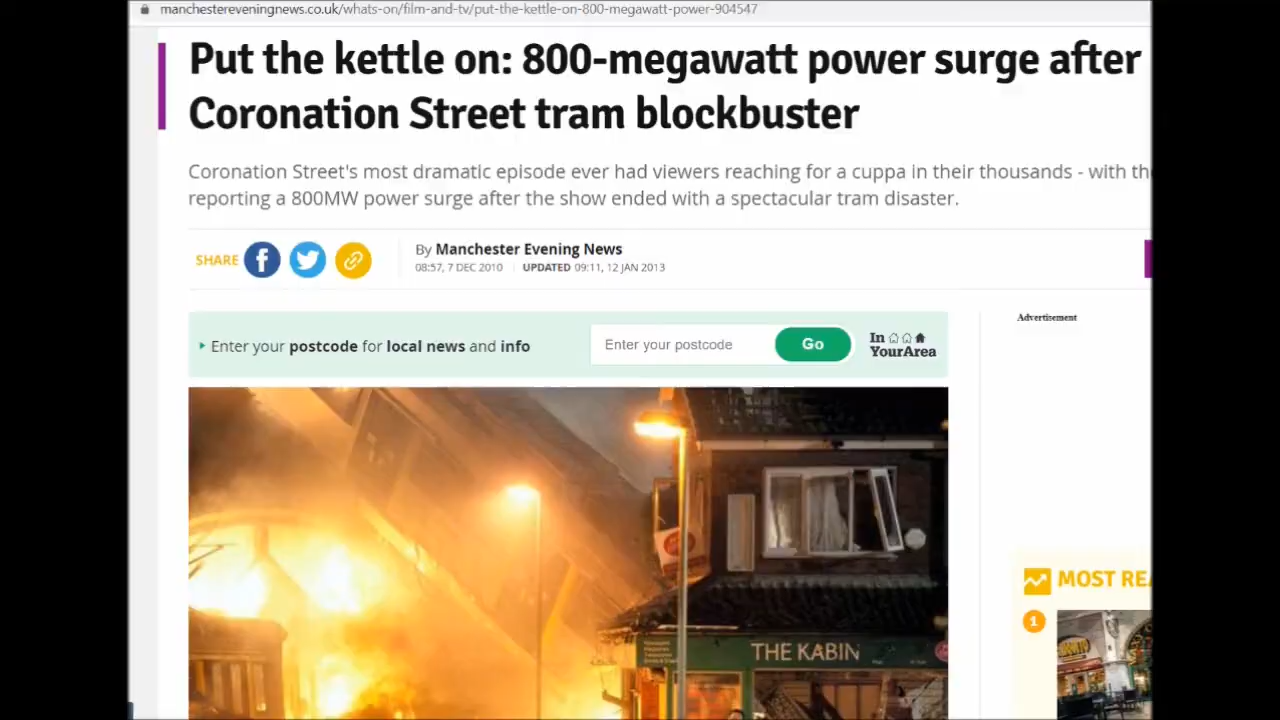 manchestereveningnews.co.uk/whats-on/film-and-tv/put-the-kettle-on-800-megawatt-power-904547
Put the kettle on: 800-megawatt power surge after
Coronation Street tram blockbuster
Coronation Street's most dramatic episode ever had viewers reaching for a cuppa in their thousands - with the
reporting a 800MW power surge after the show ended with a spectacular tram disaster.
SHARE
By Manchester Evening News
08:57, 7 DEC 2010 UPDATED 09:11, 12 JAN 2013
Enter your postcode for local news and info
Enter your postcode
Go
In
YourArea
Advertisement
THE KABIN
MOST REA
1